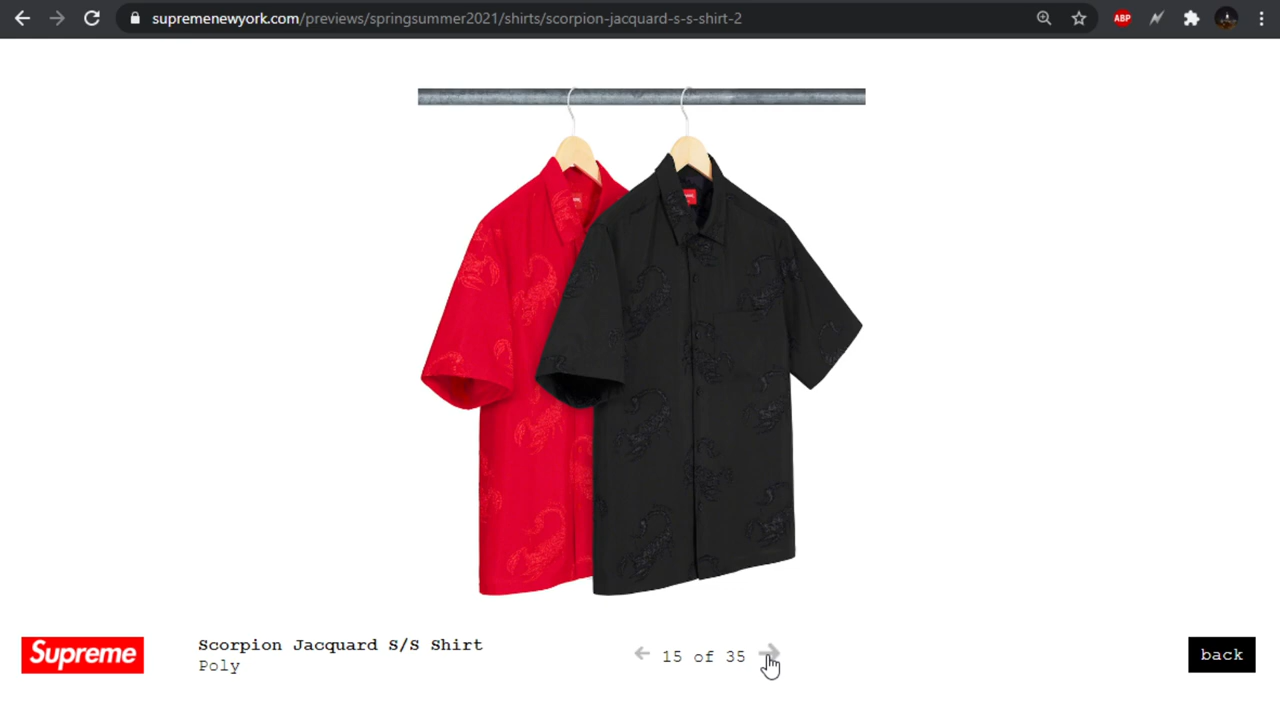 supremenewyork.com/previews/springsummer2021/shirts/scorpion-jacquard-s-s-shirt-2
ABP
Supreme
Scorpion Jacquard S/S Shirt
Poly
15 of 35
back